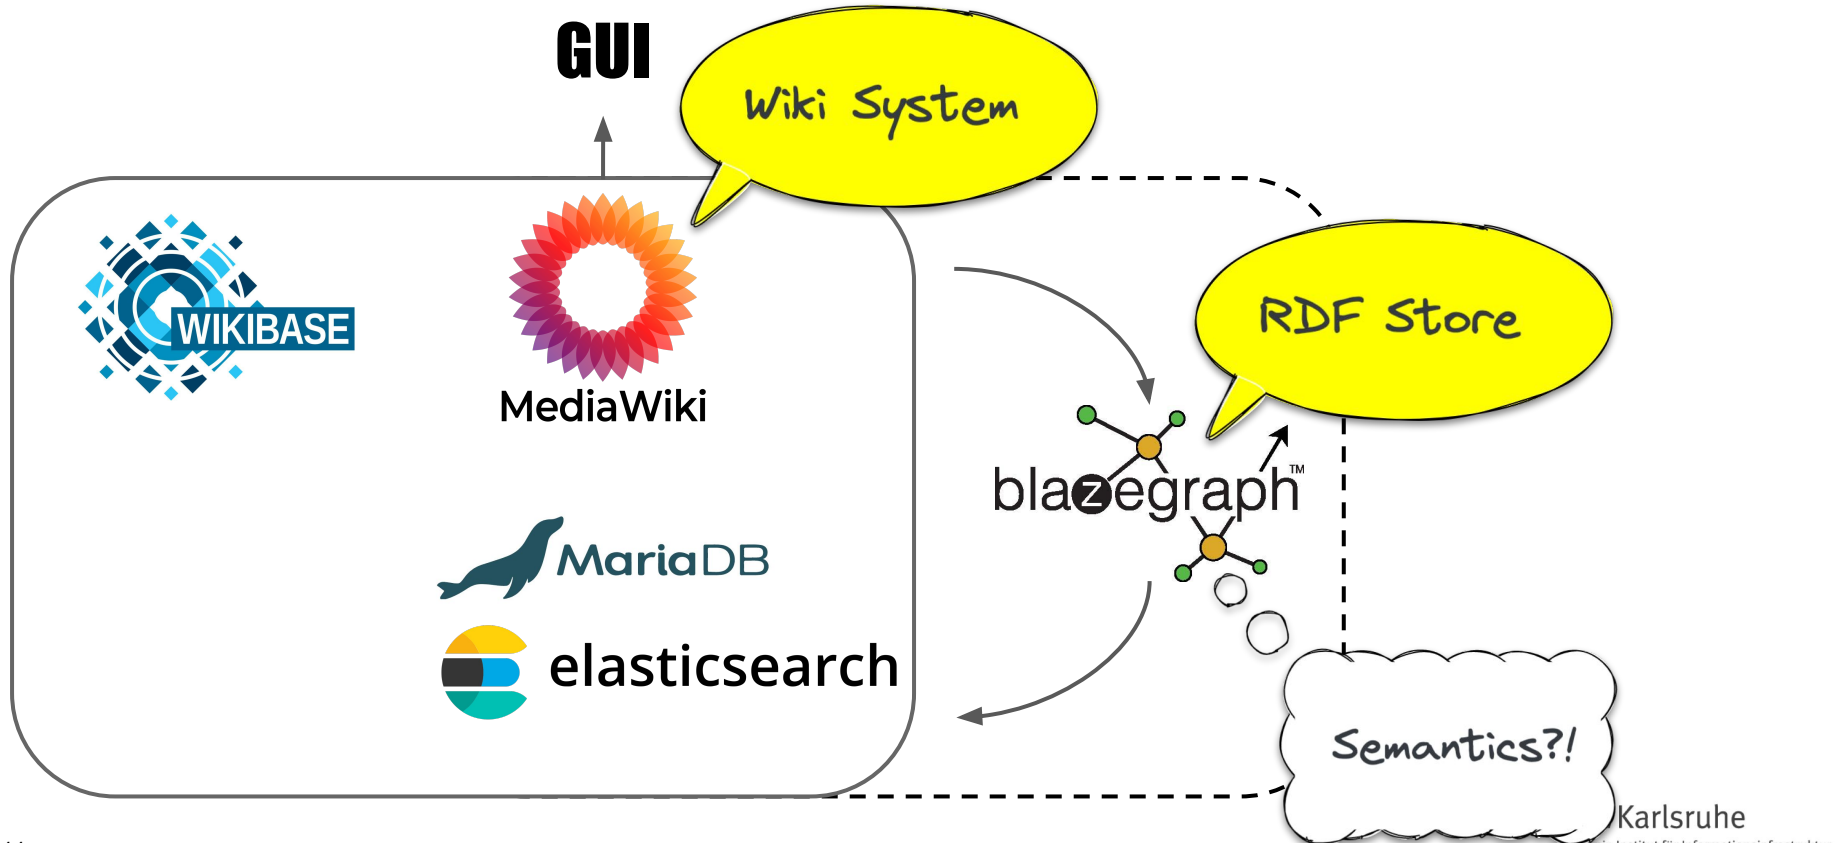 GUI
Wiki System
WIKIBASE
MediaWiki
RDF Store
blazegraph™
MariaDB
elasticsearch
Semantics?!
Karlsruhe